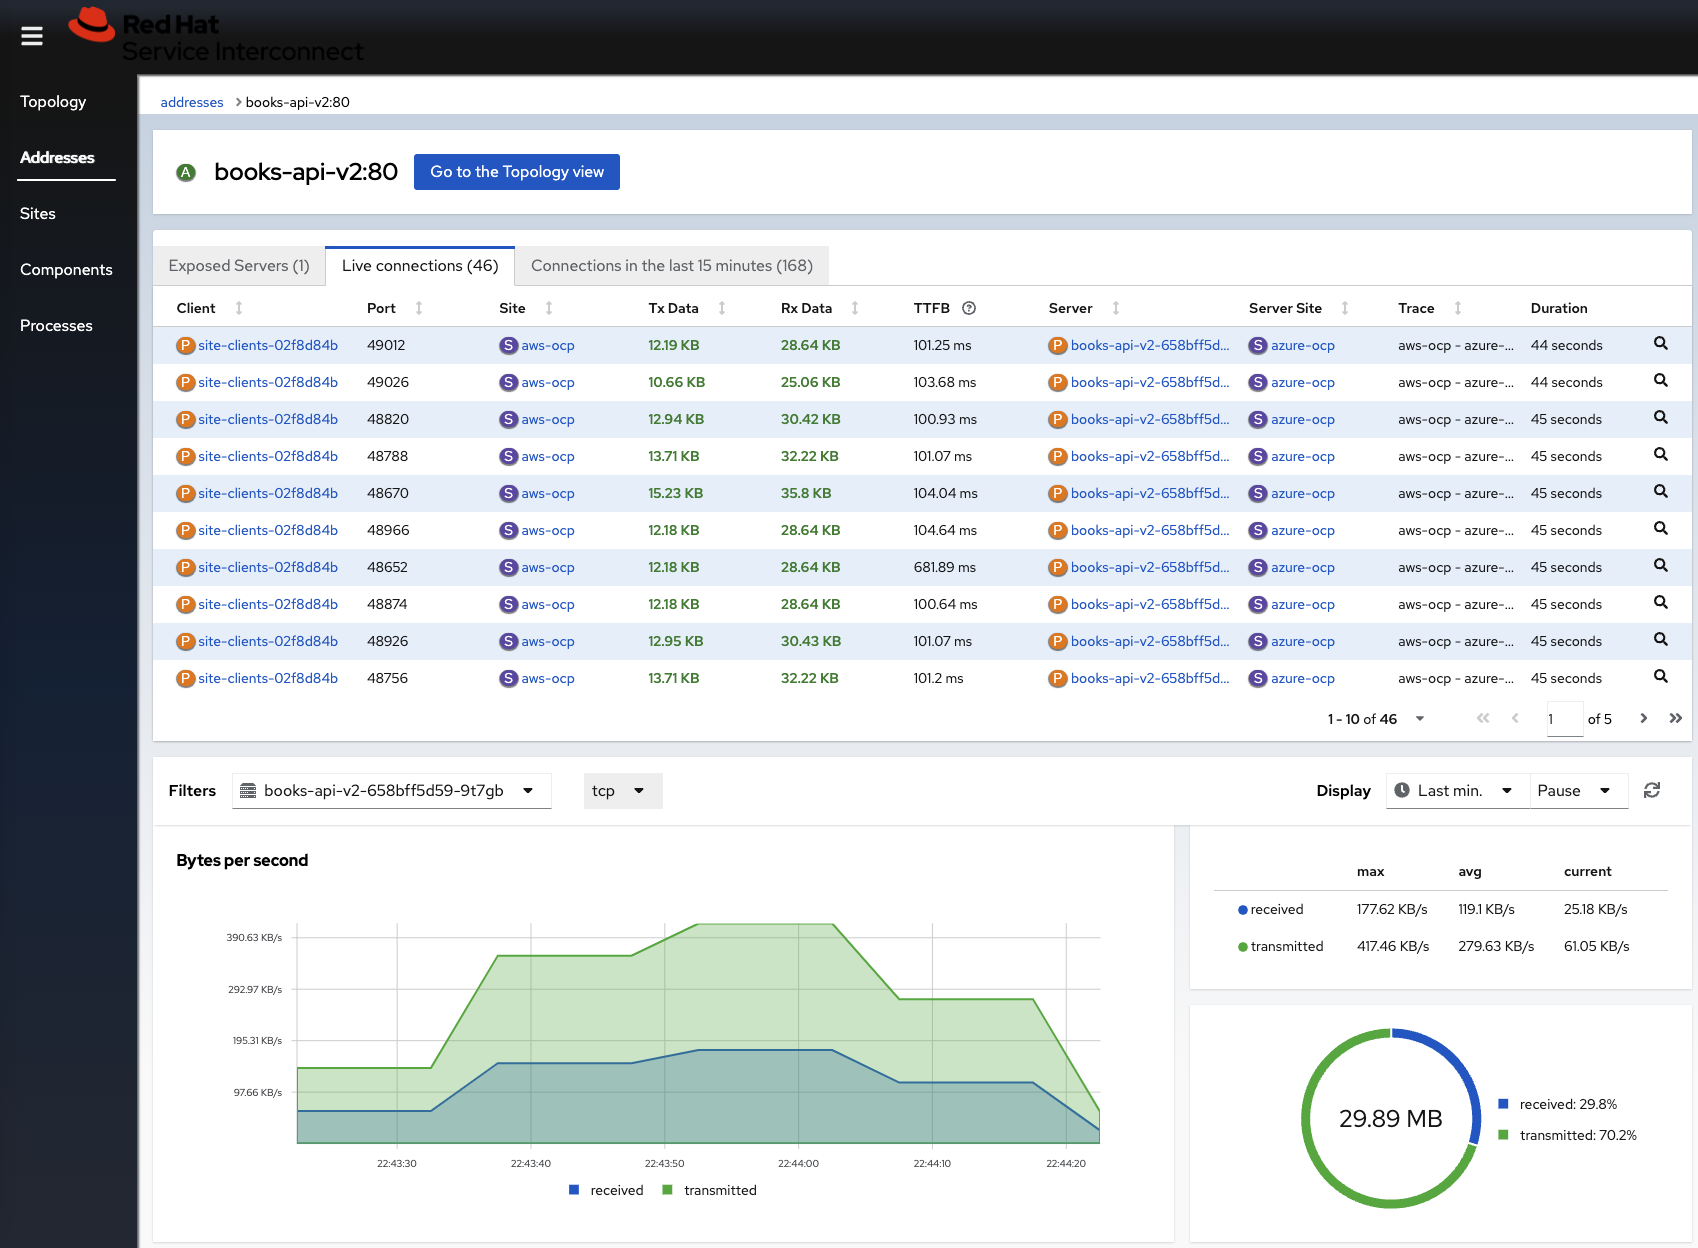 Red Hat
Service Interconnect
Topology
Addresses
Sites
Components
Processes
addresses > books-api-v2:80
A books-api-v2:80 Go to the Topology view
Exposed Servers (1) Live connections (46) Connections in the last 15 minutes (168)
Client Port Site Tx Data Rx Data TTFB ? Server Server Site Trace Duration
P site-clients-02f8d84b 49012 S aws-ocp 12.19 KB 28.64 KB 101.25 ms P books-api-v2-658bff5d... S azure-ocp aws-ocp - azure-... 44 seconds
P site-clients-02f8d84b 49026 S aws-ocp 10.66 KB 25.06 KB 103.68 ms P books-api-v2-658bff5d... S azure-ocp aws-ocp - azure-... 44 seconds
P site-clients-02f8d84b 48820 S aws-ocp 12.94 KB 30.42 KB 100.93 ms P books-api-v2-658bff5d... S azure-ocp aws-ocp - azure-... 45 seconds
P site-clients-02f8d84b 48788 S aws-ocp 13.71 KB 32.22 KB 101.07 ms P books-api-v2-658bff5d... S azure-ocp aws-ocp - azure-... 45 seconds
P site-clients-02f8d84b 48670 S aws-ocp 15.23 KB 35.8 KB 104.04 ms P books-api-v2-658bff5d... S azure-ocp aws-ocp - azure-... 45 seconds
P site-clients-02f8d84b 48966 S aws-ocp 12.18 KB 28.64 KB 104.64 ms P books-api-v2-658bff5d... S azure-ocp aws-ocp - azure-... 45 seconds
P site-clients-02f8d84b 48652 S aws-ocp 12.18 KB 28.64 KB 681.89 ms P books-api-v2-658bff5d... S azure-ocp aws-ocp - azure-... 45 seconds
P site-clients-02f8d84b 48874 S aws-ocp 12.18 KB 28.64 KB 100.64 ms P books-api-v2-658bff5d... S azure-ocp aws-ocp - azure-... 45 seconds
P site-clients-02f8d84b 48926 S aws-ocp 12.95 KB 30.43 KB 101.07 ms P books-api-v2-658bff5d... S azure-ocp aws-ocp - azure-... 45 seconds
P site-clients-02f8d84b 48756 S aws-ocp 13.71 KB 32.22 KB 101.2 ms P books-api-v2-658bff5d... S azure-ocp aws-ocp - azure-... 45 seconds
1 - 10 of 46 1 of 5
Filters books-api-v2-658bff5d59-9t7gb tcp Display Last min. Pause
Bytes per second
390.63 KB/s
292.97 KB/s
195.31 KB/s
97.66 KB/s
22:43:30 22:43:40 22:43:50 22:44:00 22:44:10 22:44:20
received transmitted
max avg current
received 177.62 KB/s 119.1 KB/s 25.18 KB/s
transmitted 417.46 KB/s 279.63 KB/s 61.05 KB/s
29.89 MB
received: 29.8%
transmitted: 70.2%